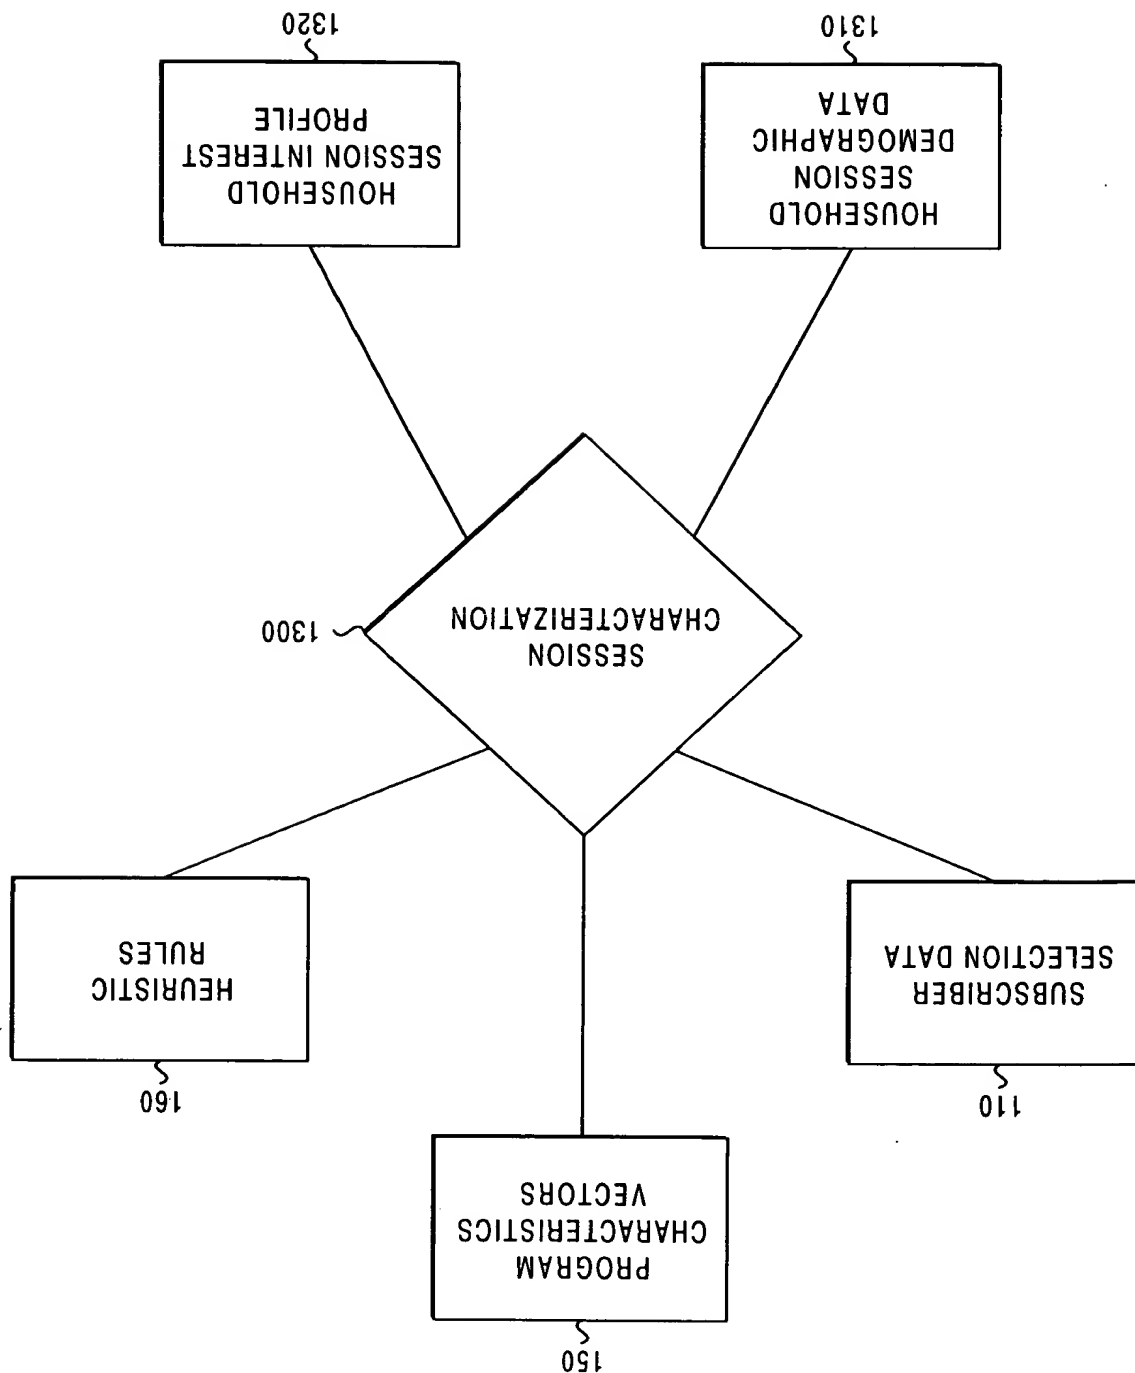 150
PROGRAM
CHARACTERISTICS
VECTORS
110
SUBSCRIBER
SELECTION DATA
160
HEURISTIC
RULES
SESSION
CHARACTERIZATION
1300
HOUSEHOLD
SESSION
DEMOGRAPHIC
DATA
1310
HOUSEHOLD
SESSION INTEREST
PROFILE
1320